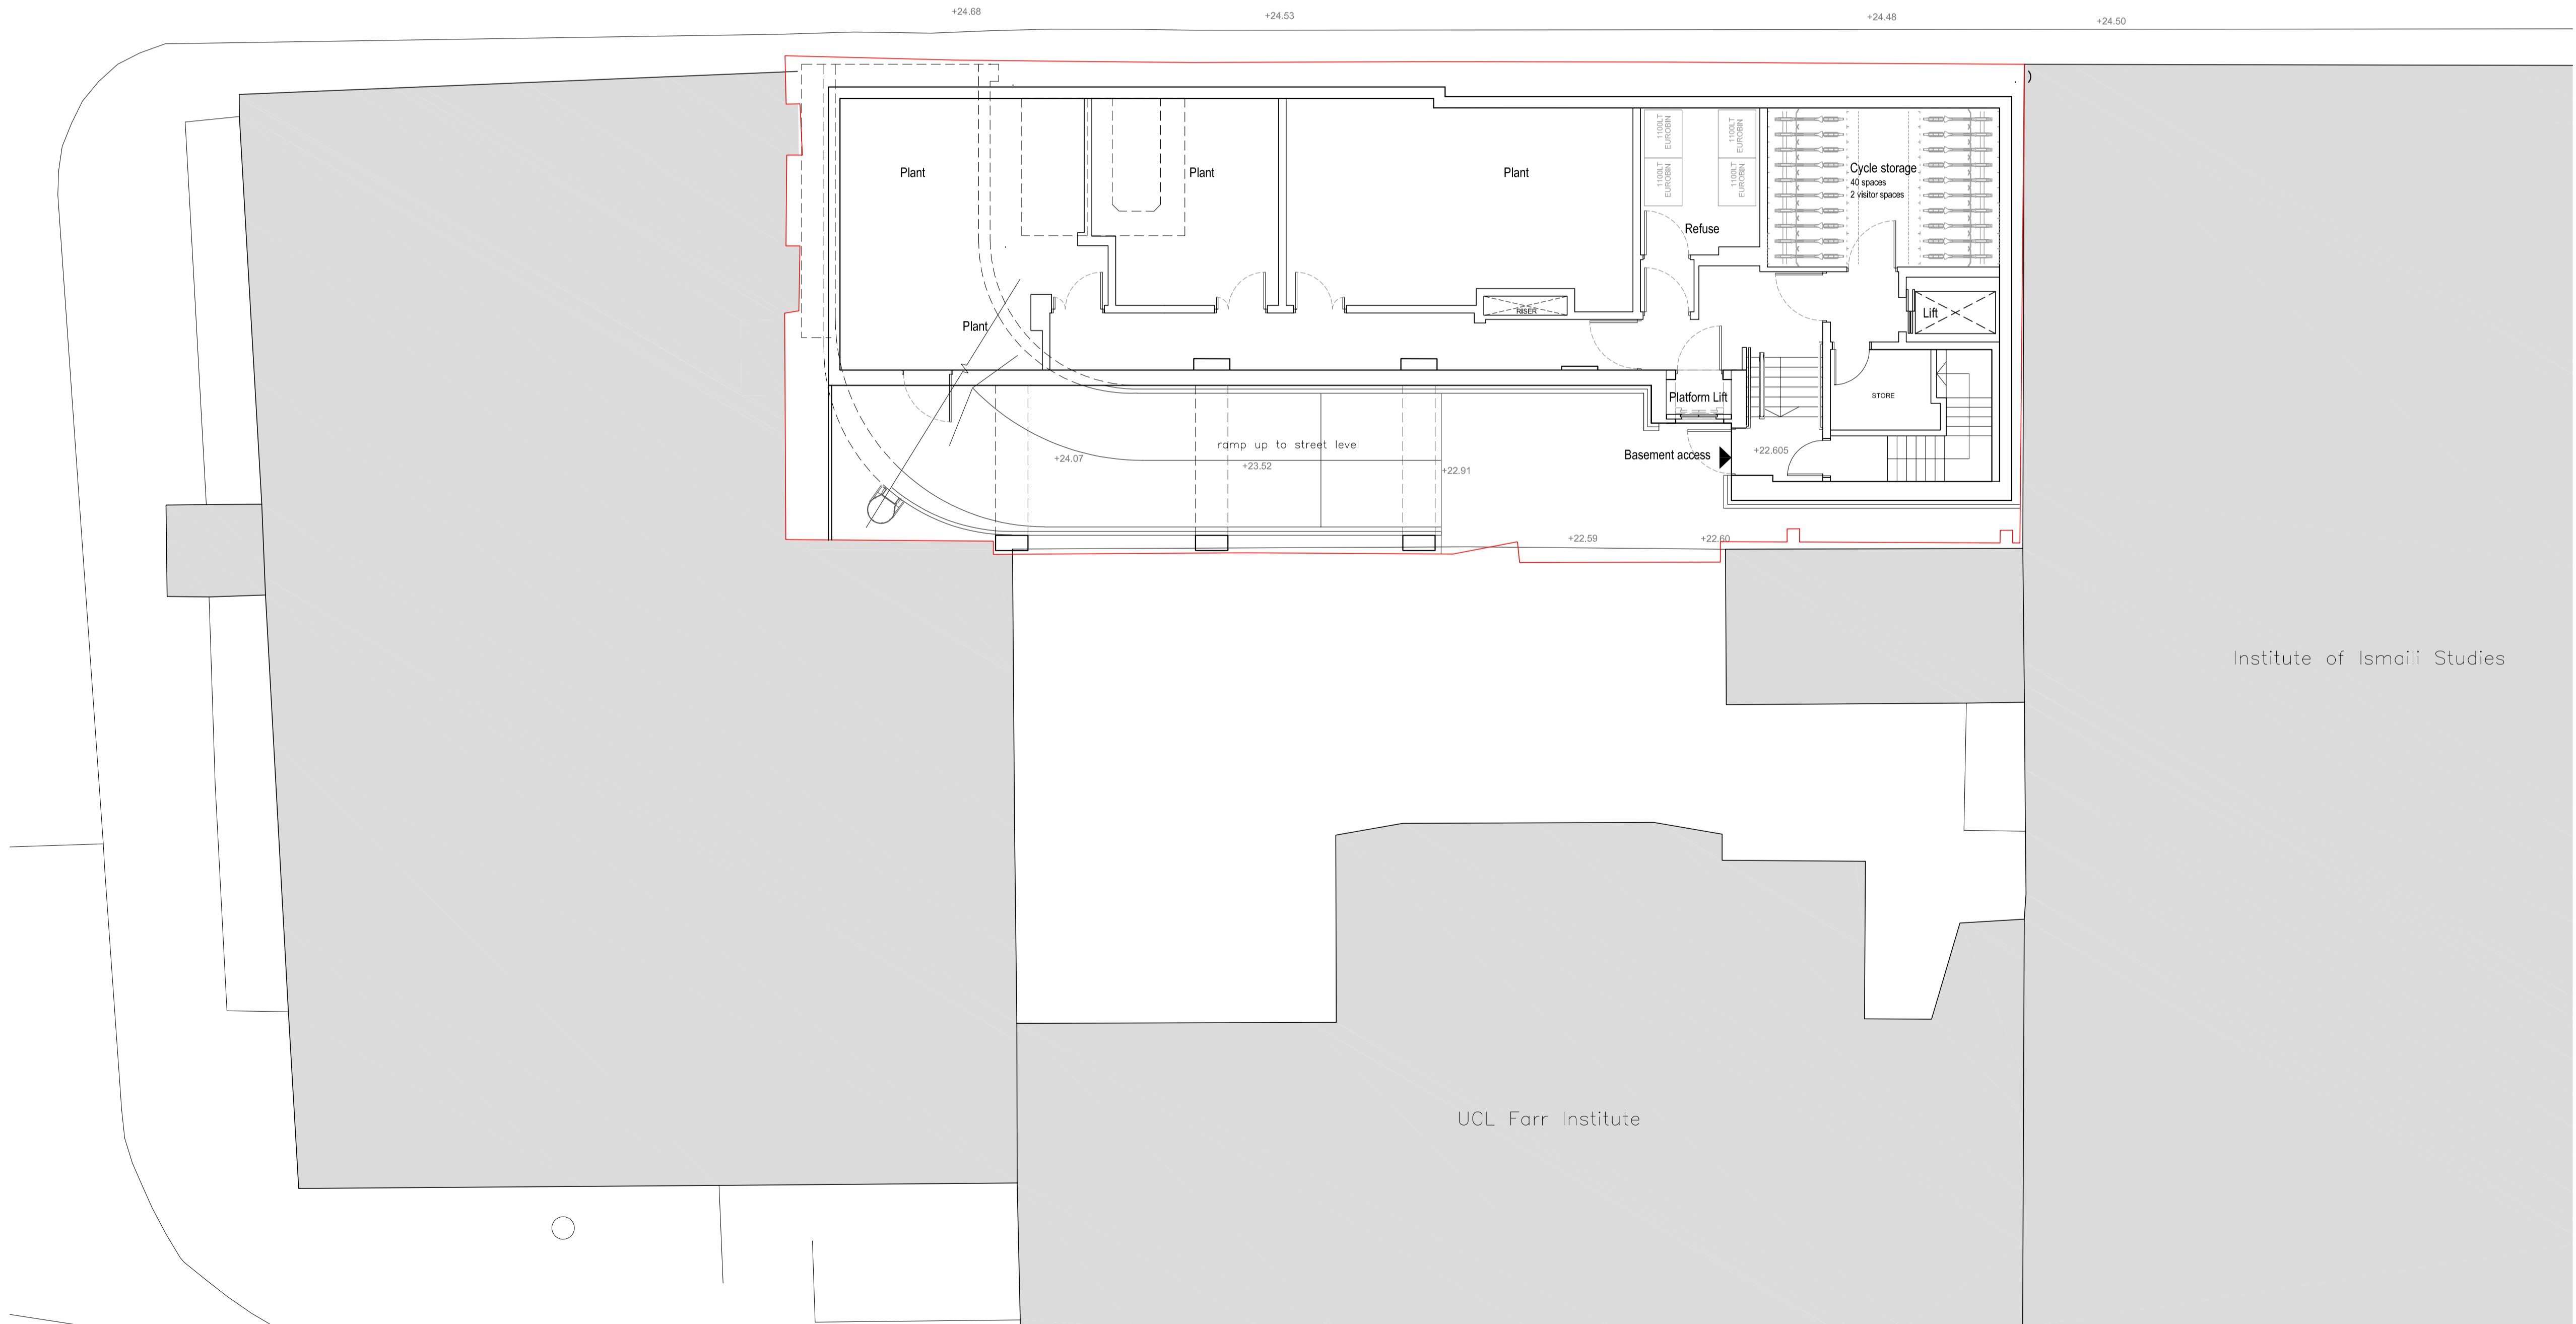 +24.68
+24.53
+24.48
+24.50
1100LT
EUROBIN
1100LT
EUROBIN
1100LT
EUROBIN
1100LT
EUROBIN
Plant
Plant
Plant
Cycle storage
40 spaces
2 visitor spaces
Refuse
RISER
Lift
Plant
STORE
Platform Lift
ramp up to street level
Basement access
+22.605
+24.07
+23.52
+22.91
+22.59
+22.60
Institute of Ismaili Studies
UCL Farr Institute